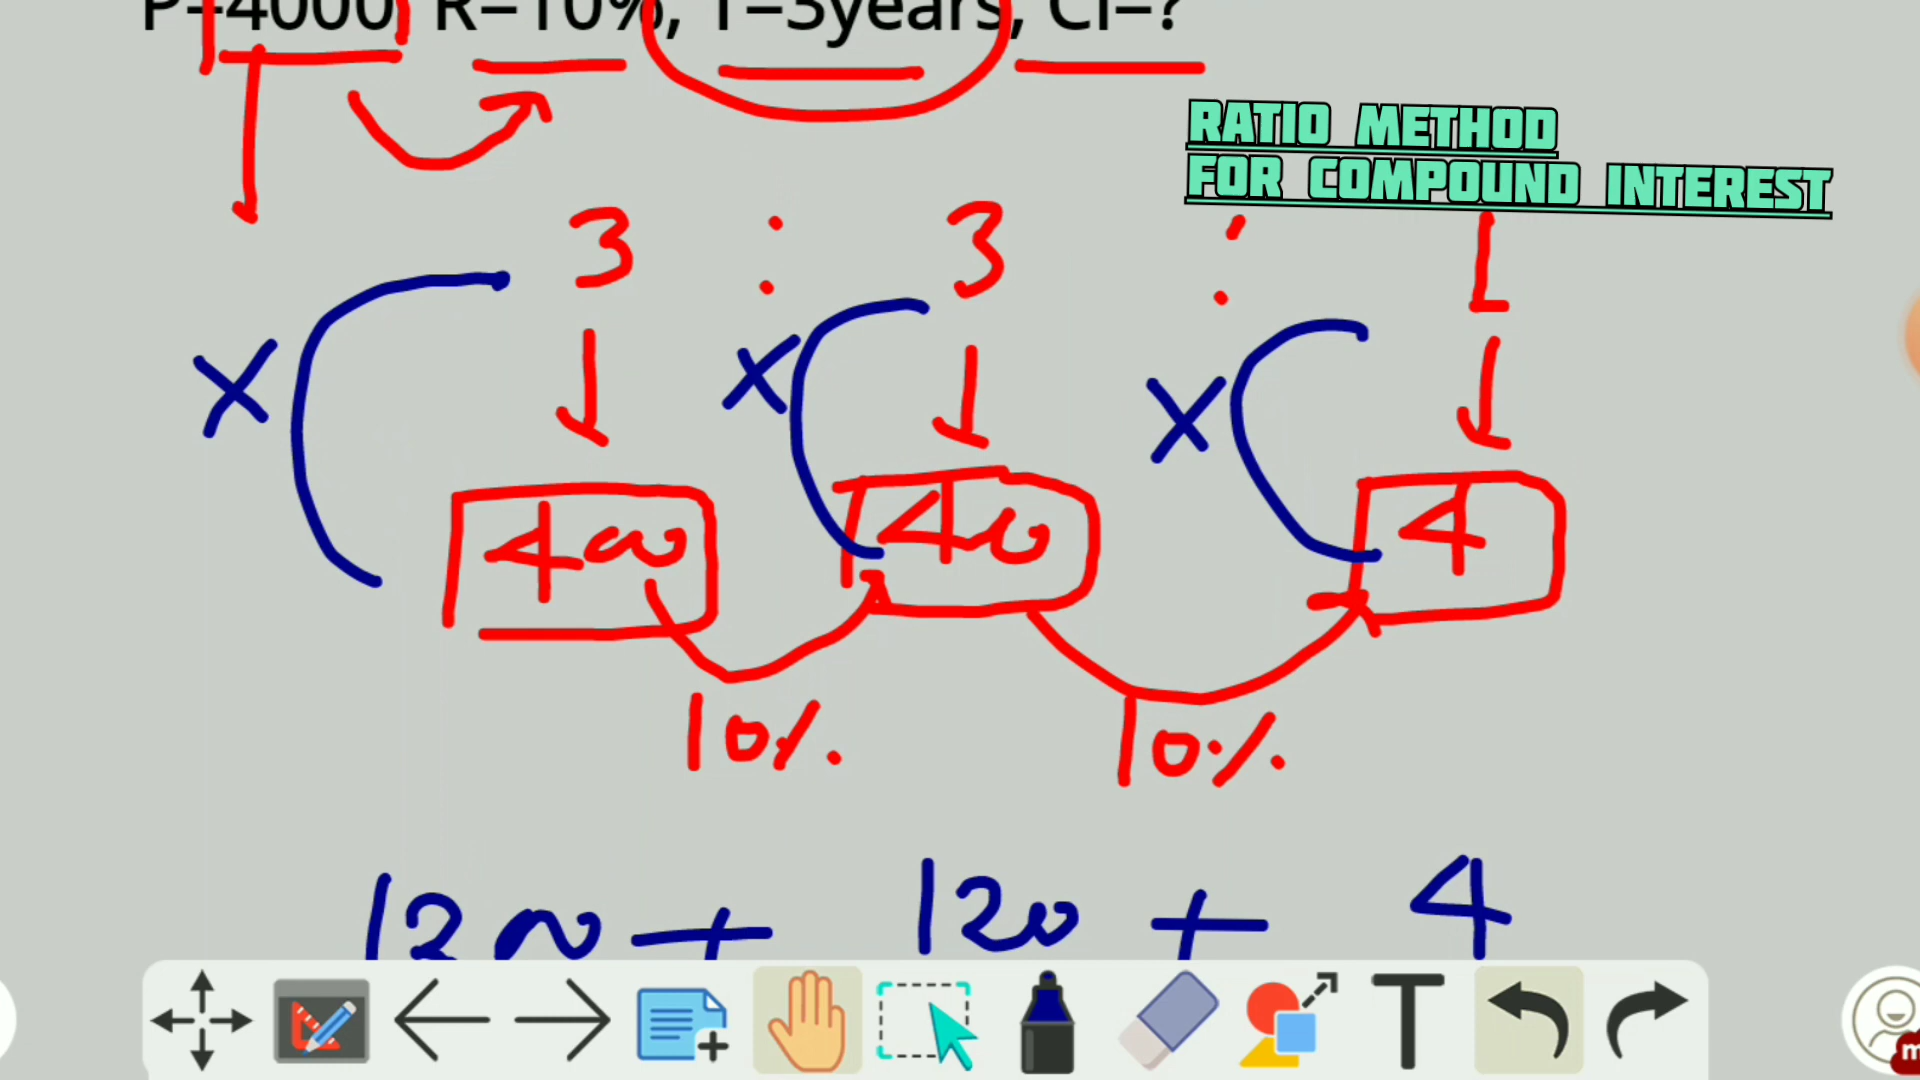 P=4000, R=10%, T=3years, CI=?
RATIO METHOD
FOR COMPOUND INTEREST
3 : 3 : 1
400 40 4
10% 10%
1200 + 120 + 4
T
m